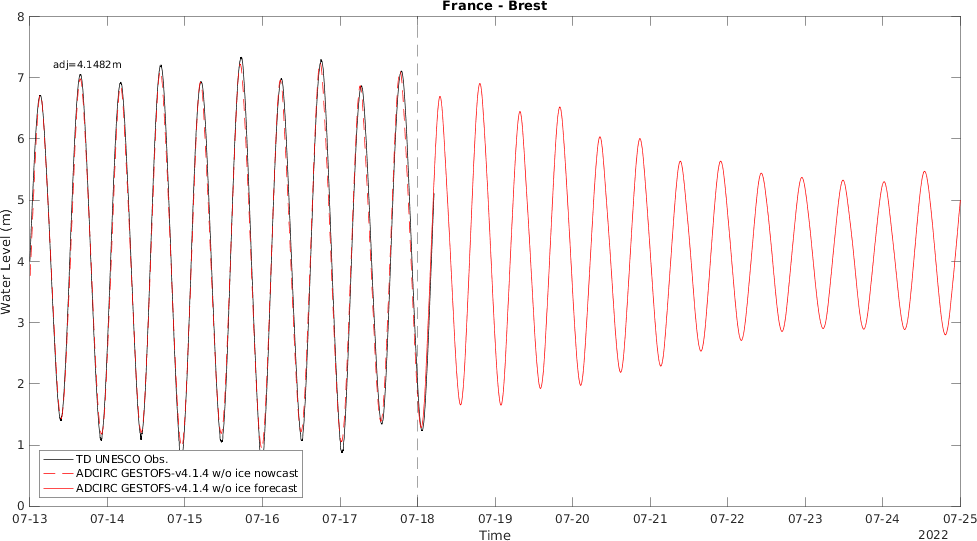 France - Brest
8
7
6
5
4
3
2
1
0
Water Level (m)
adj=4.1482m
TD UNESCO Obs.
ADCIRC GESTOFS-v4.1.4 w/o ice nowcast
ADCIRC GESTOFS-v4.1.4 w/o ice forecast
07-13 07-14 07-15 07-16 07-17 07-18 07-19 07-20 07-21 07-22 07-23 07-24 07-25
Time
2022